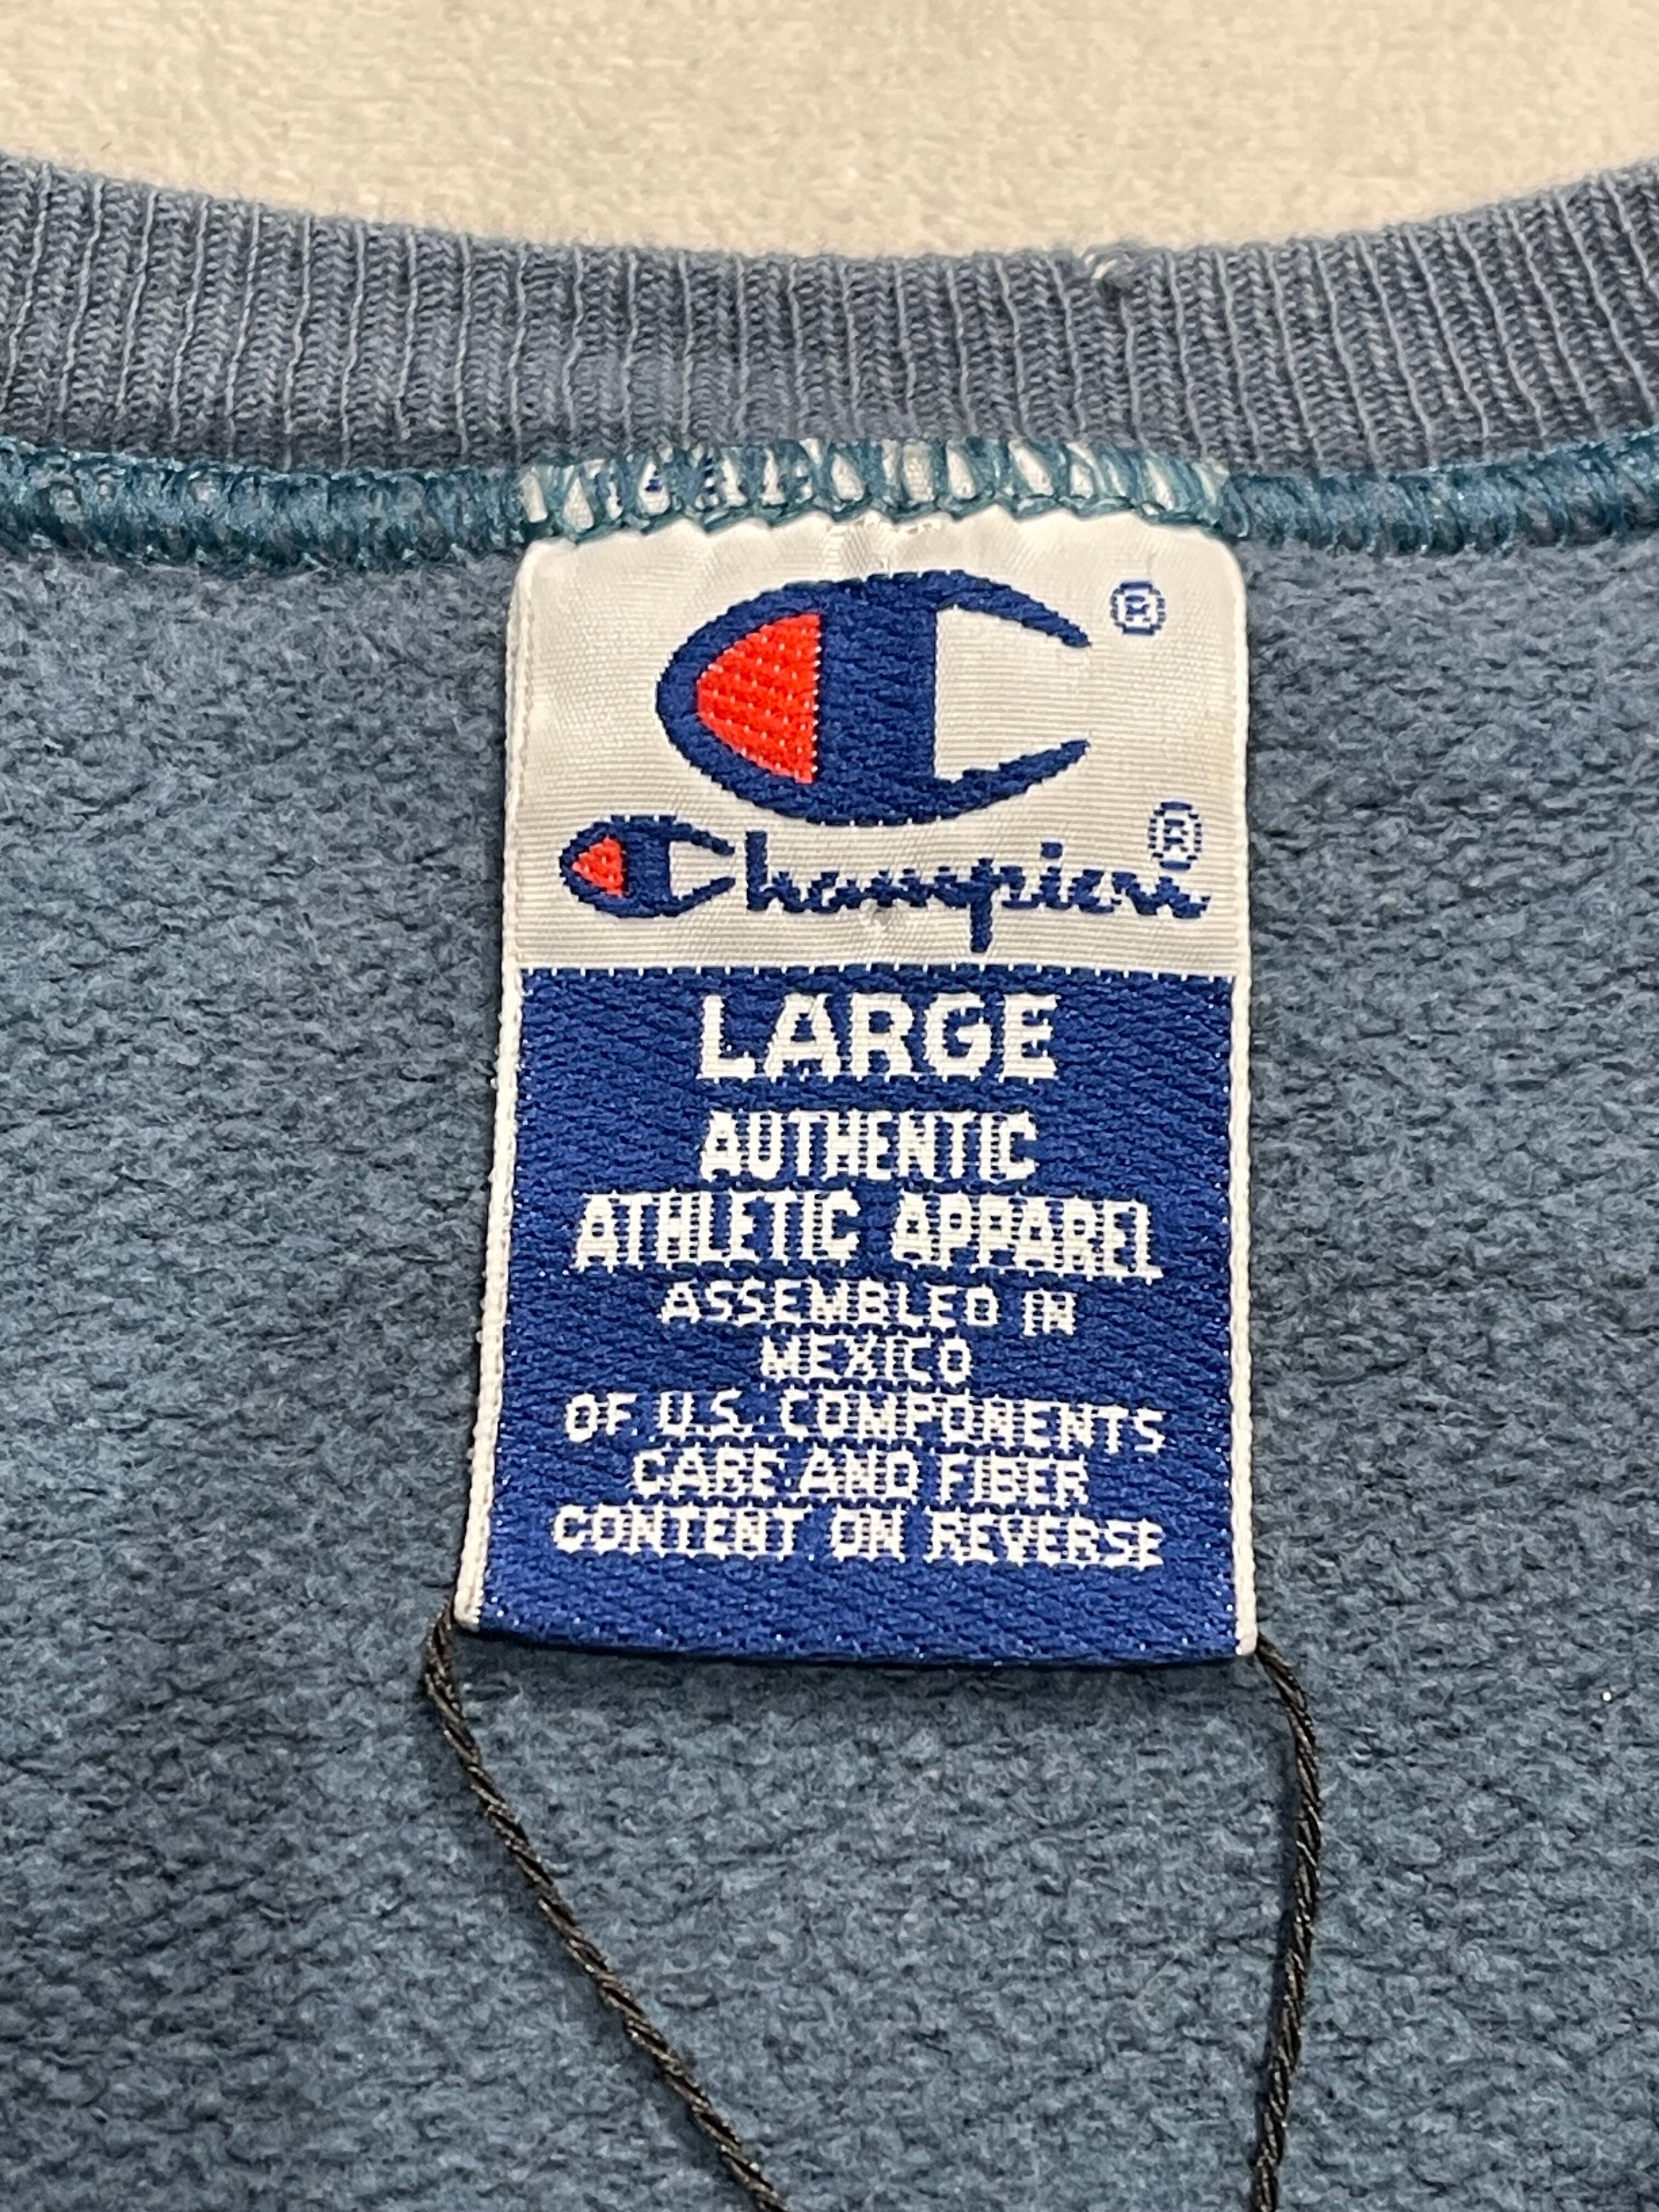 ®
Champion®
LARGE
AUTHENTIC
ATHLETIC APPAREL
ASSEMBLED IN
MEXICO
OF U.S. COMPONENTS
CARE AND FIBER
CONTENT ON REVERSE